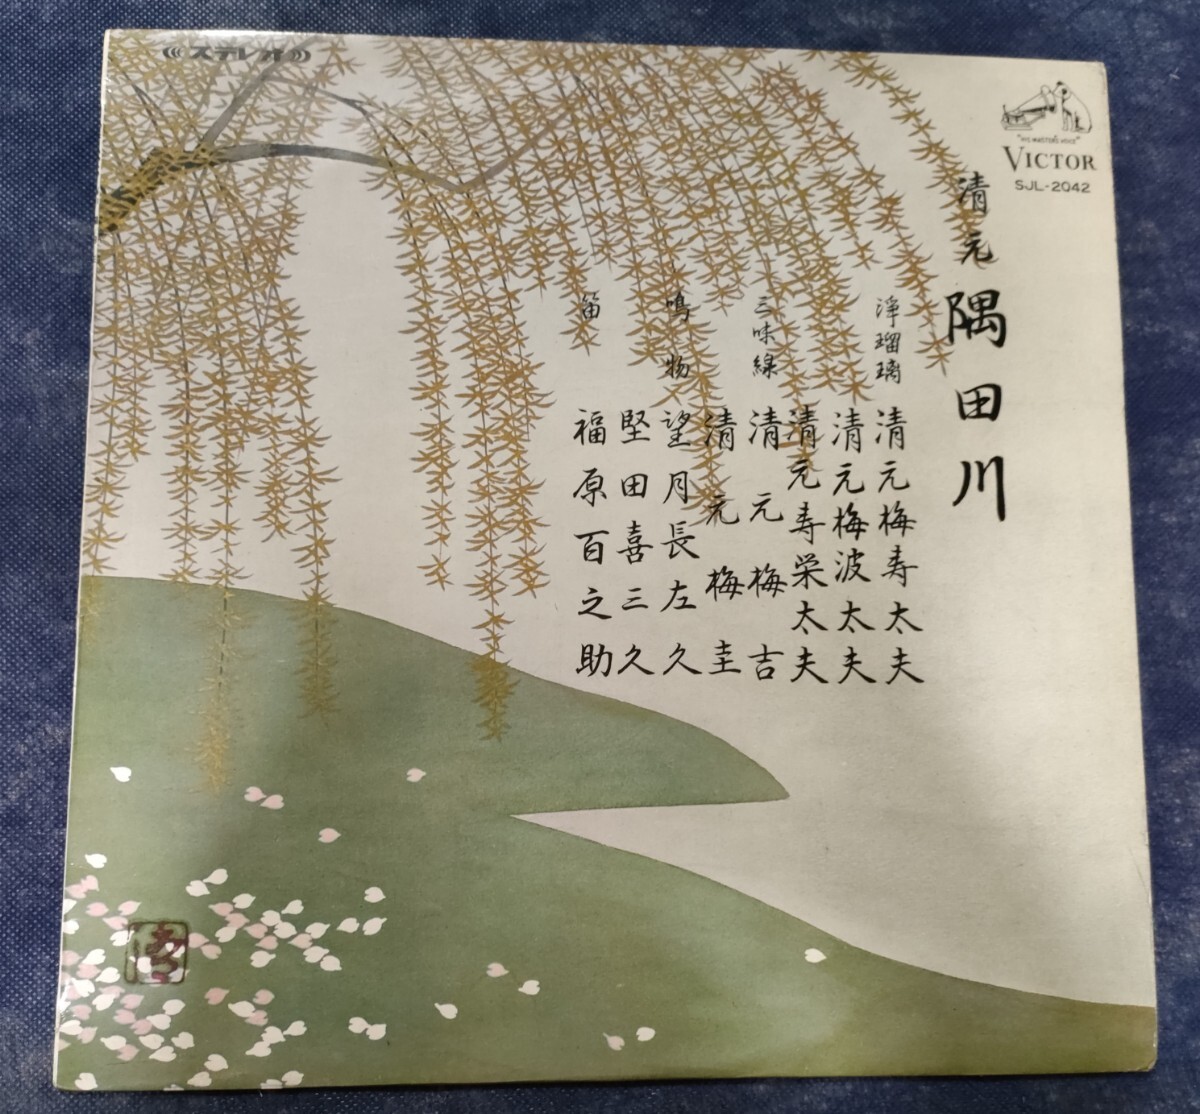 ステレオ
"HIS MASTER'S VOICE"
VICTOR
SJL-2042
清元 隅田川
浄瑠璃 清元梅寿太夫
清元梅波太夫
清元寿栄太夫
三味線 清元梅吉
清元梅圭
鳴物 望月長左久
堅田喜三久
笛 福原百之助